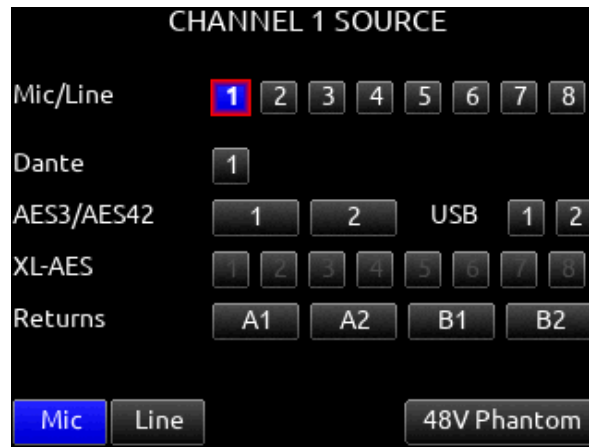 CHANNEL 1 SOURCE
Mic/Line 1 2 3 4 5 6 7 8
Dante 1
AES3/AES42 1 2 USB 1 2
XL-AES 1 2 3 4 5 6 7 8
Returns A1 A2 B1 B2
Mic Line 48V Phantom